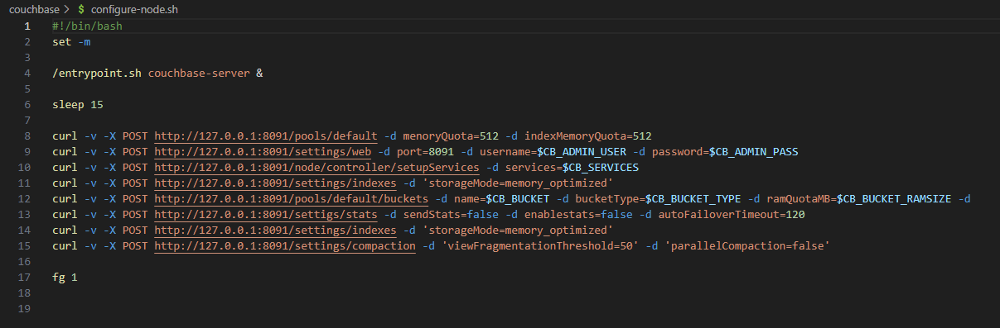 couchbase > $ configure-node.sh
1 #!/bin/bash
2 set -m
3
4 /entrypoint.sh couchbase-server &
5
6 sleep 15
7
8 curl -v -X POST http://127.0.0.1:8091/pools/default -d menoryQuota=512 -d indexMemoryQuota=512
9 curl -v -X POST http://127.0.0.1:8091/settings/web -d port=8091 -d username=$CB_ADMIN_USER -d password=$CB_ADMIN_PASS
10 curl -v -X POST http://127.0.0.1:8091/node/controller/setupServices -d services=$CB_SERVICES
11 curl -v -X POST http://127.0.0.1:8091/settings/indexes -d 'storageMode=memory_optimized'
12 curl -v -X POST http://127.0.0.1:8091/pools/default/buckets -d name=$CB_BUCKET -d bucketType=$CB_BUCKET_TYPE -d ramQuotaMB=$CB_BUCKET_RAMSIZE -d
13 curl -v -X POST http://127.0.0.1:8091/settigs/stats -d sendStats=false -d enablestats=false -d autoFailoverTimeout=120
14 curl -v -X POST http://127.0.0.1:8091/settings/indexes -d 'storageMode=memory_optimized'
15 curl -v -X POST http://127.0.0.1:8091/settings/compaction -d 'viewFragmentationThreshold=50' -d 'parallelCompaction=false'
16
17 fg 1
18
19